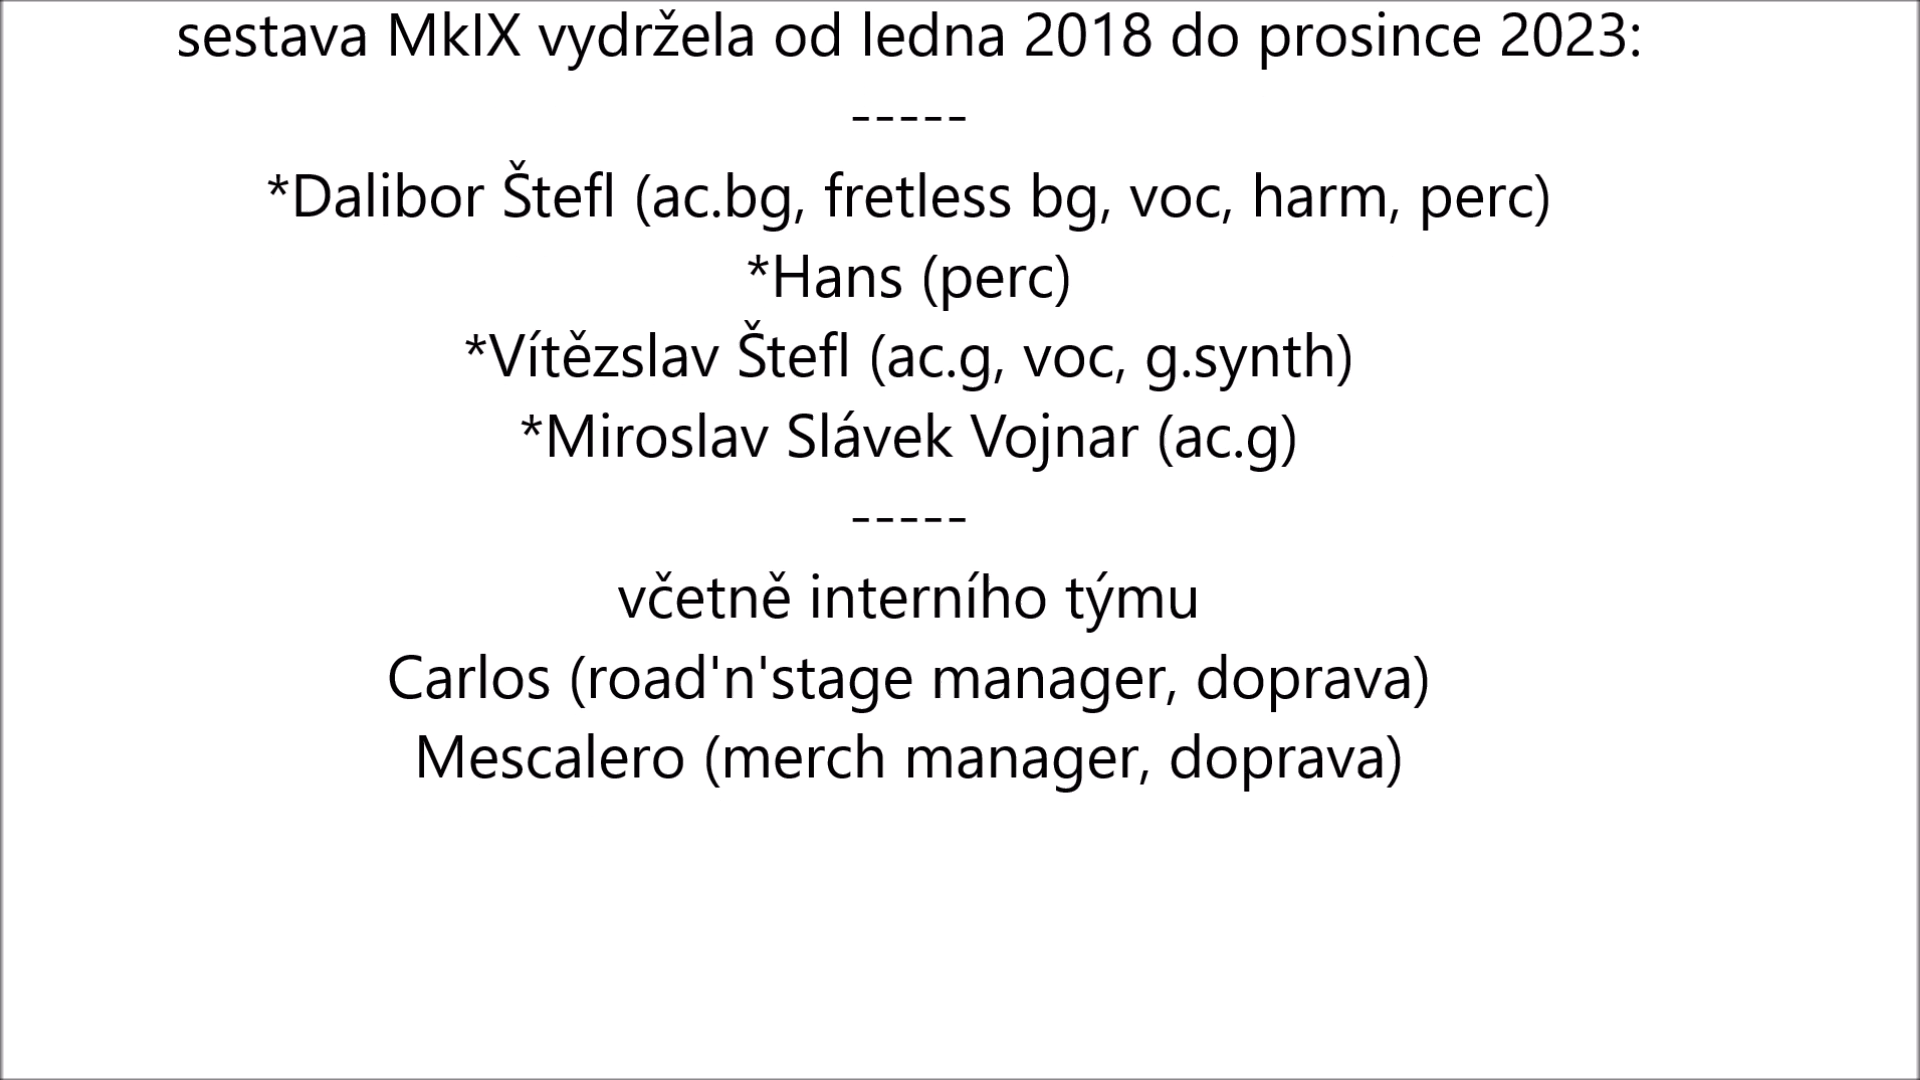 sestava MkIX vydržela od ledna 2018 do prosince 2023:
-----
*Dalibor Štefl (ac.bg, fretless bg, voc, harm, perc)
*Hans (perc)
*Vítězslav Štefl (ac.g, voc, g.synth)
*Miroslav Slávek Vojnar (ac.g)
-----
včetně interního týmu
Carlos (road'n'stage manager, doprava)
Mescalero (merch manager, doprava)